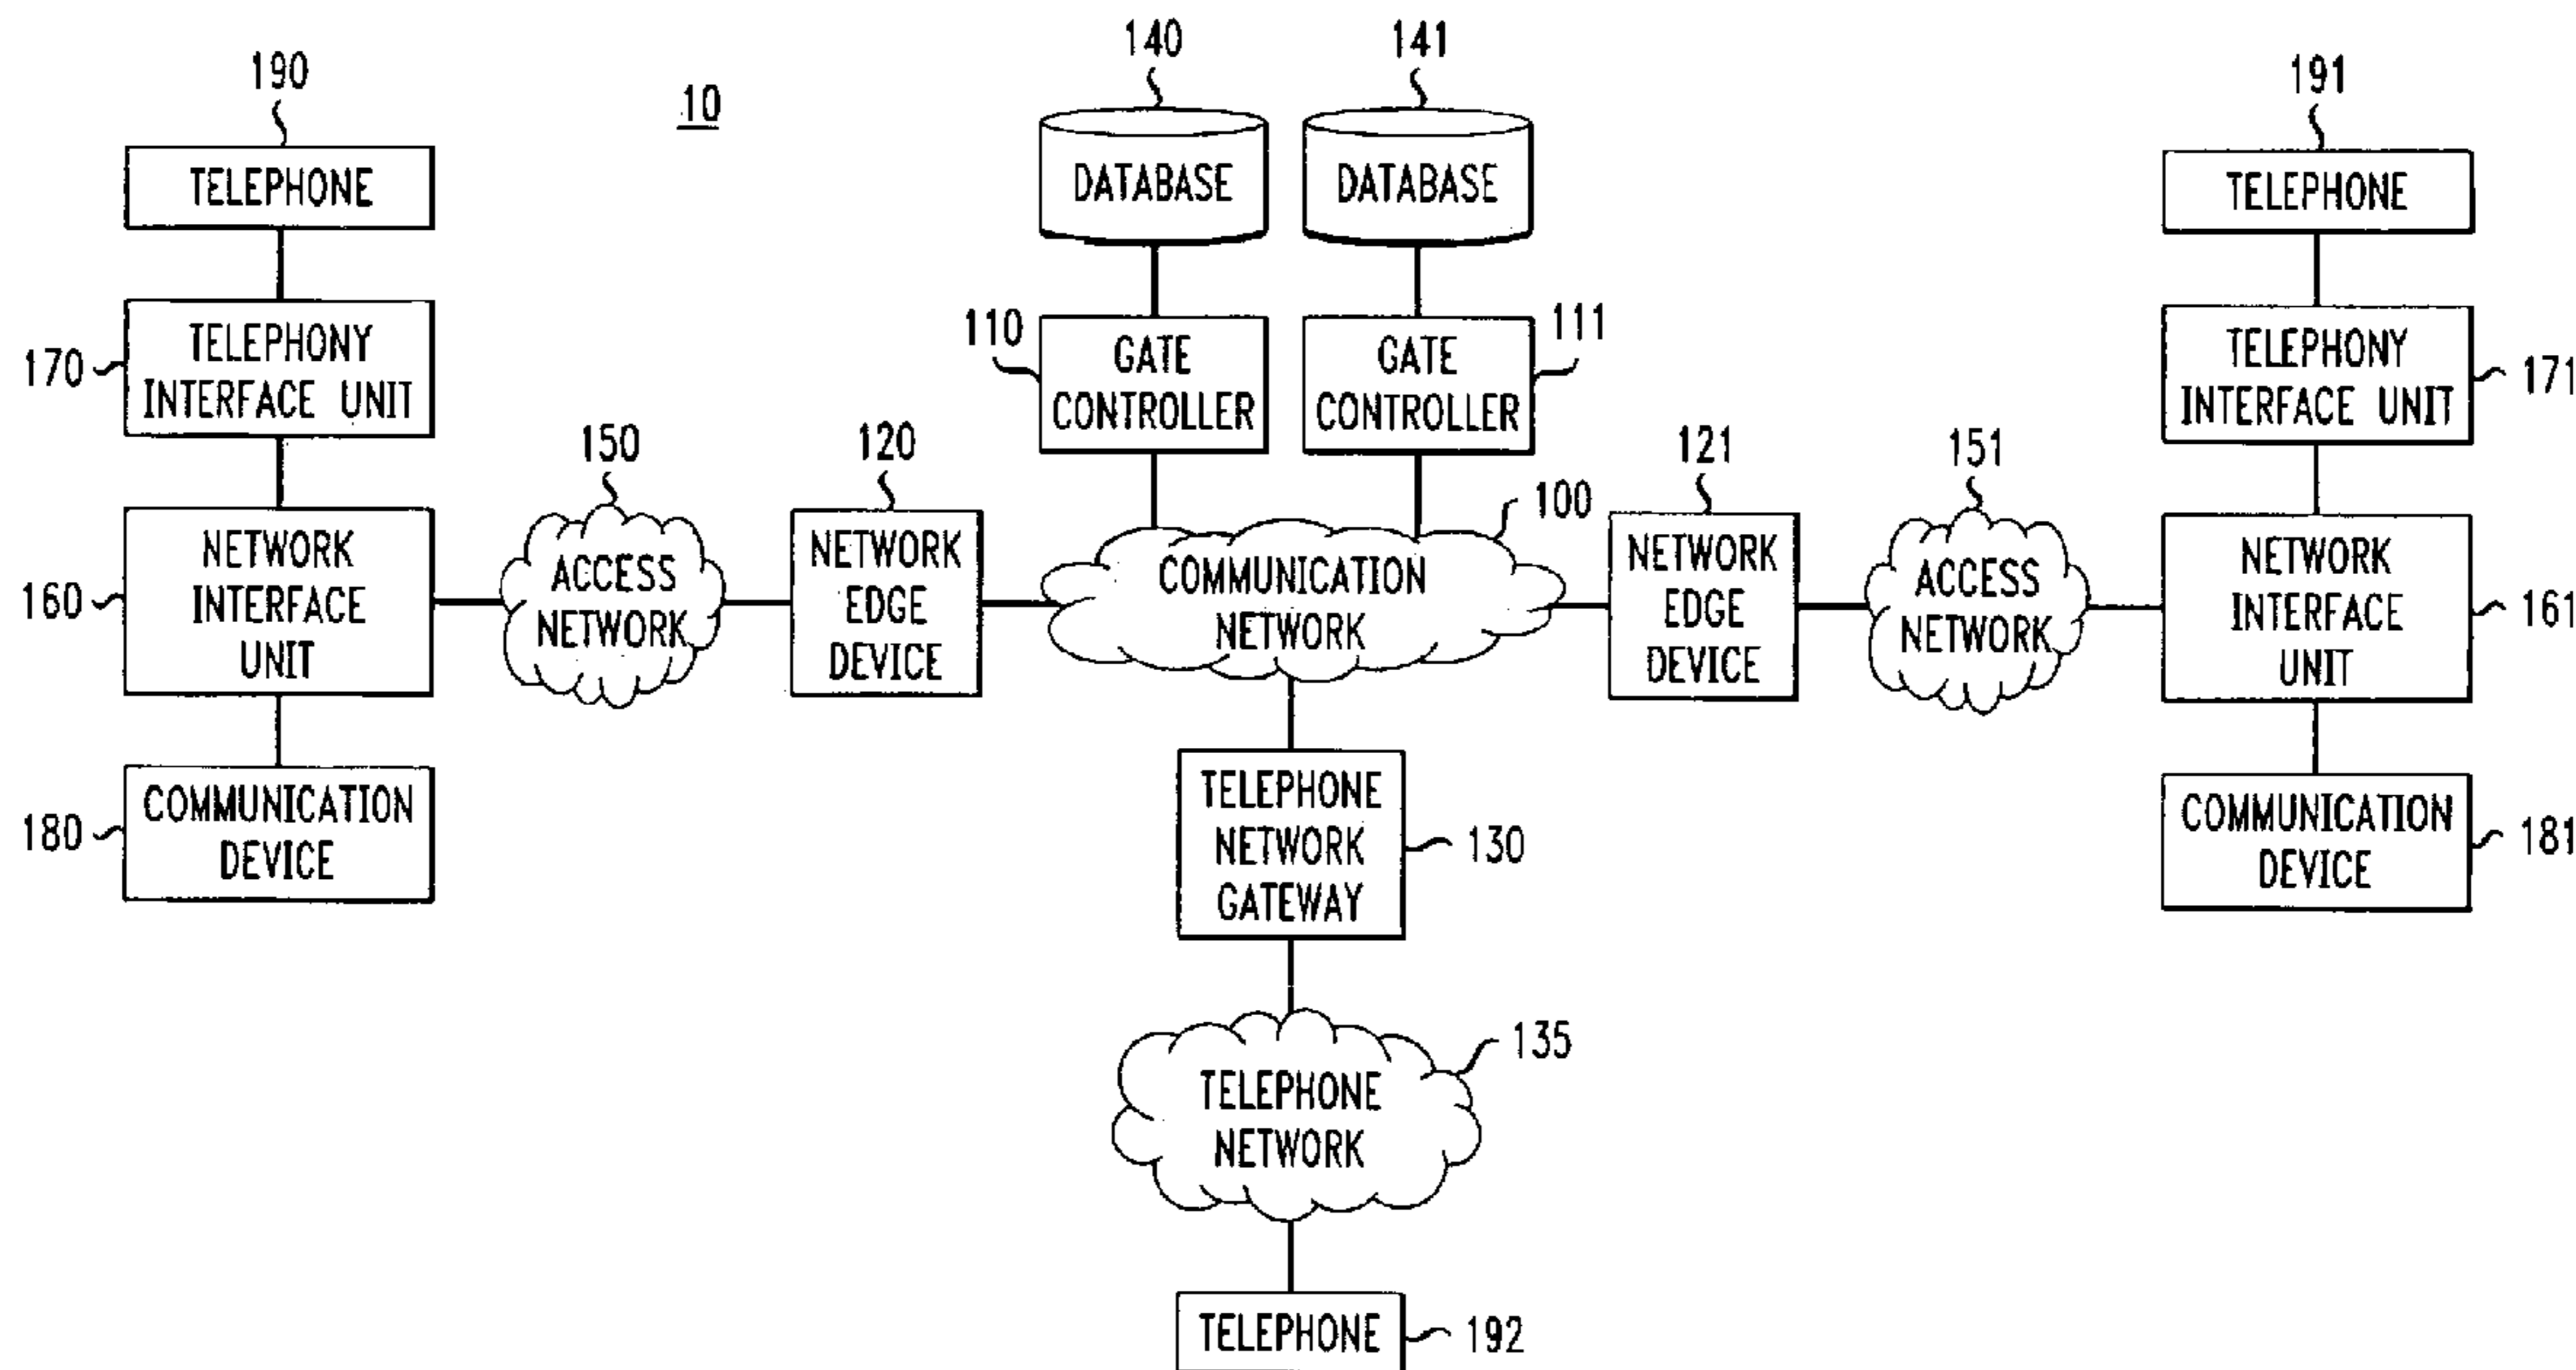 140
141
190
191
10
TELEPHONE
DATABASE
DATABASE
TELEPHONE
110
GATE
CONTROLLER
GATE
CONTROLLER
111
170
TELEPHONY
INTERFACE UNIT
TELEPHONY
INTERFACE UNIT
171
150
120
121
151
100
160
NETWORK
INTERFACE
UNIT
ACCESS
NETWORK
NETWORK
EDGE
DEVICE
COMMUNICATION
NETWORK
NETWORK
EDGE
DEVICE
ACCESS
NETWORK
NETWORK
INTERFACE
UNIT
161
180
COMMUNICATION
DEVICE
TELEPHONE
NETWORK
GATEWAY
130
COMMUNICATION
DEVICE
181
TELEPHONE
NETWORK
135
TELEPHONE
192